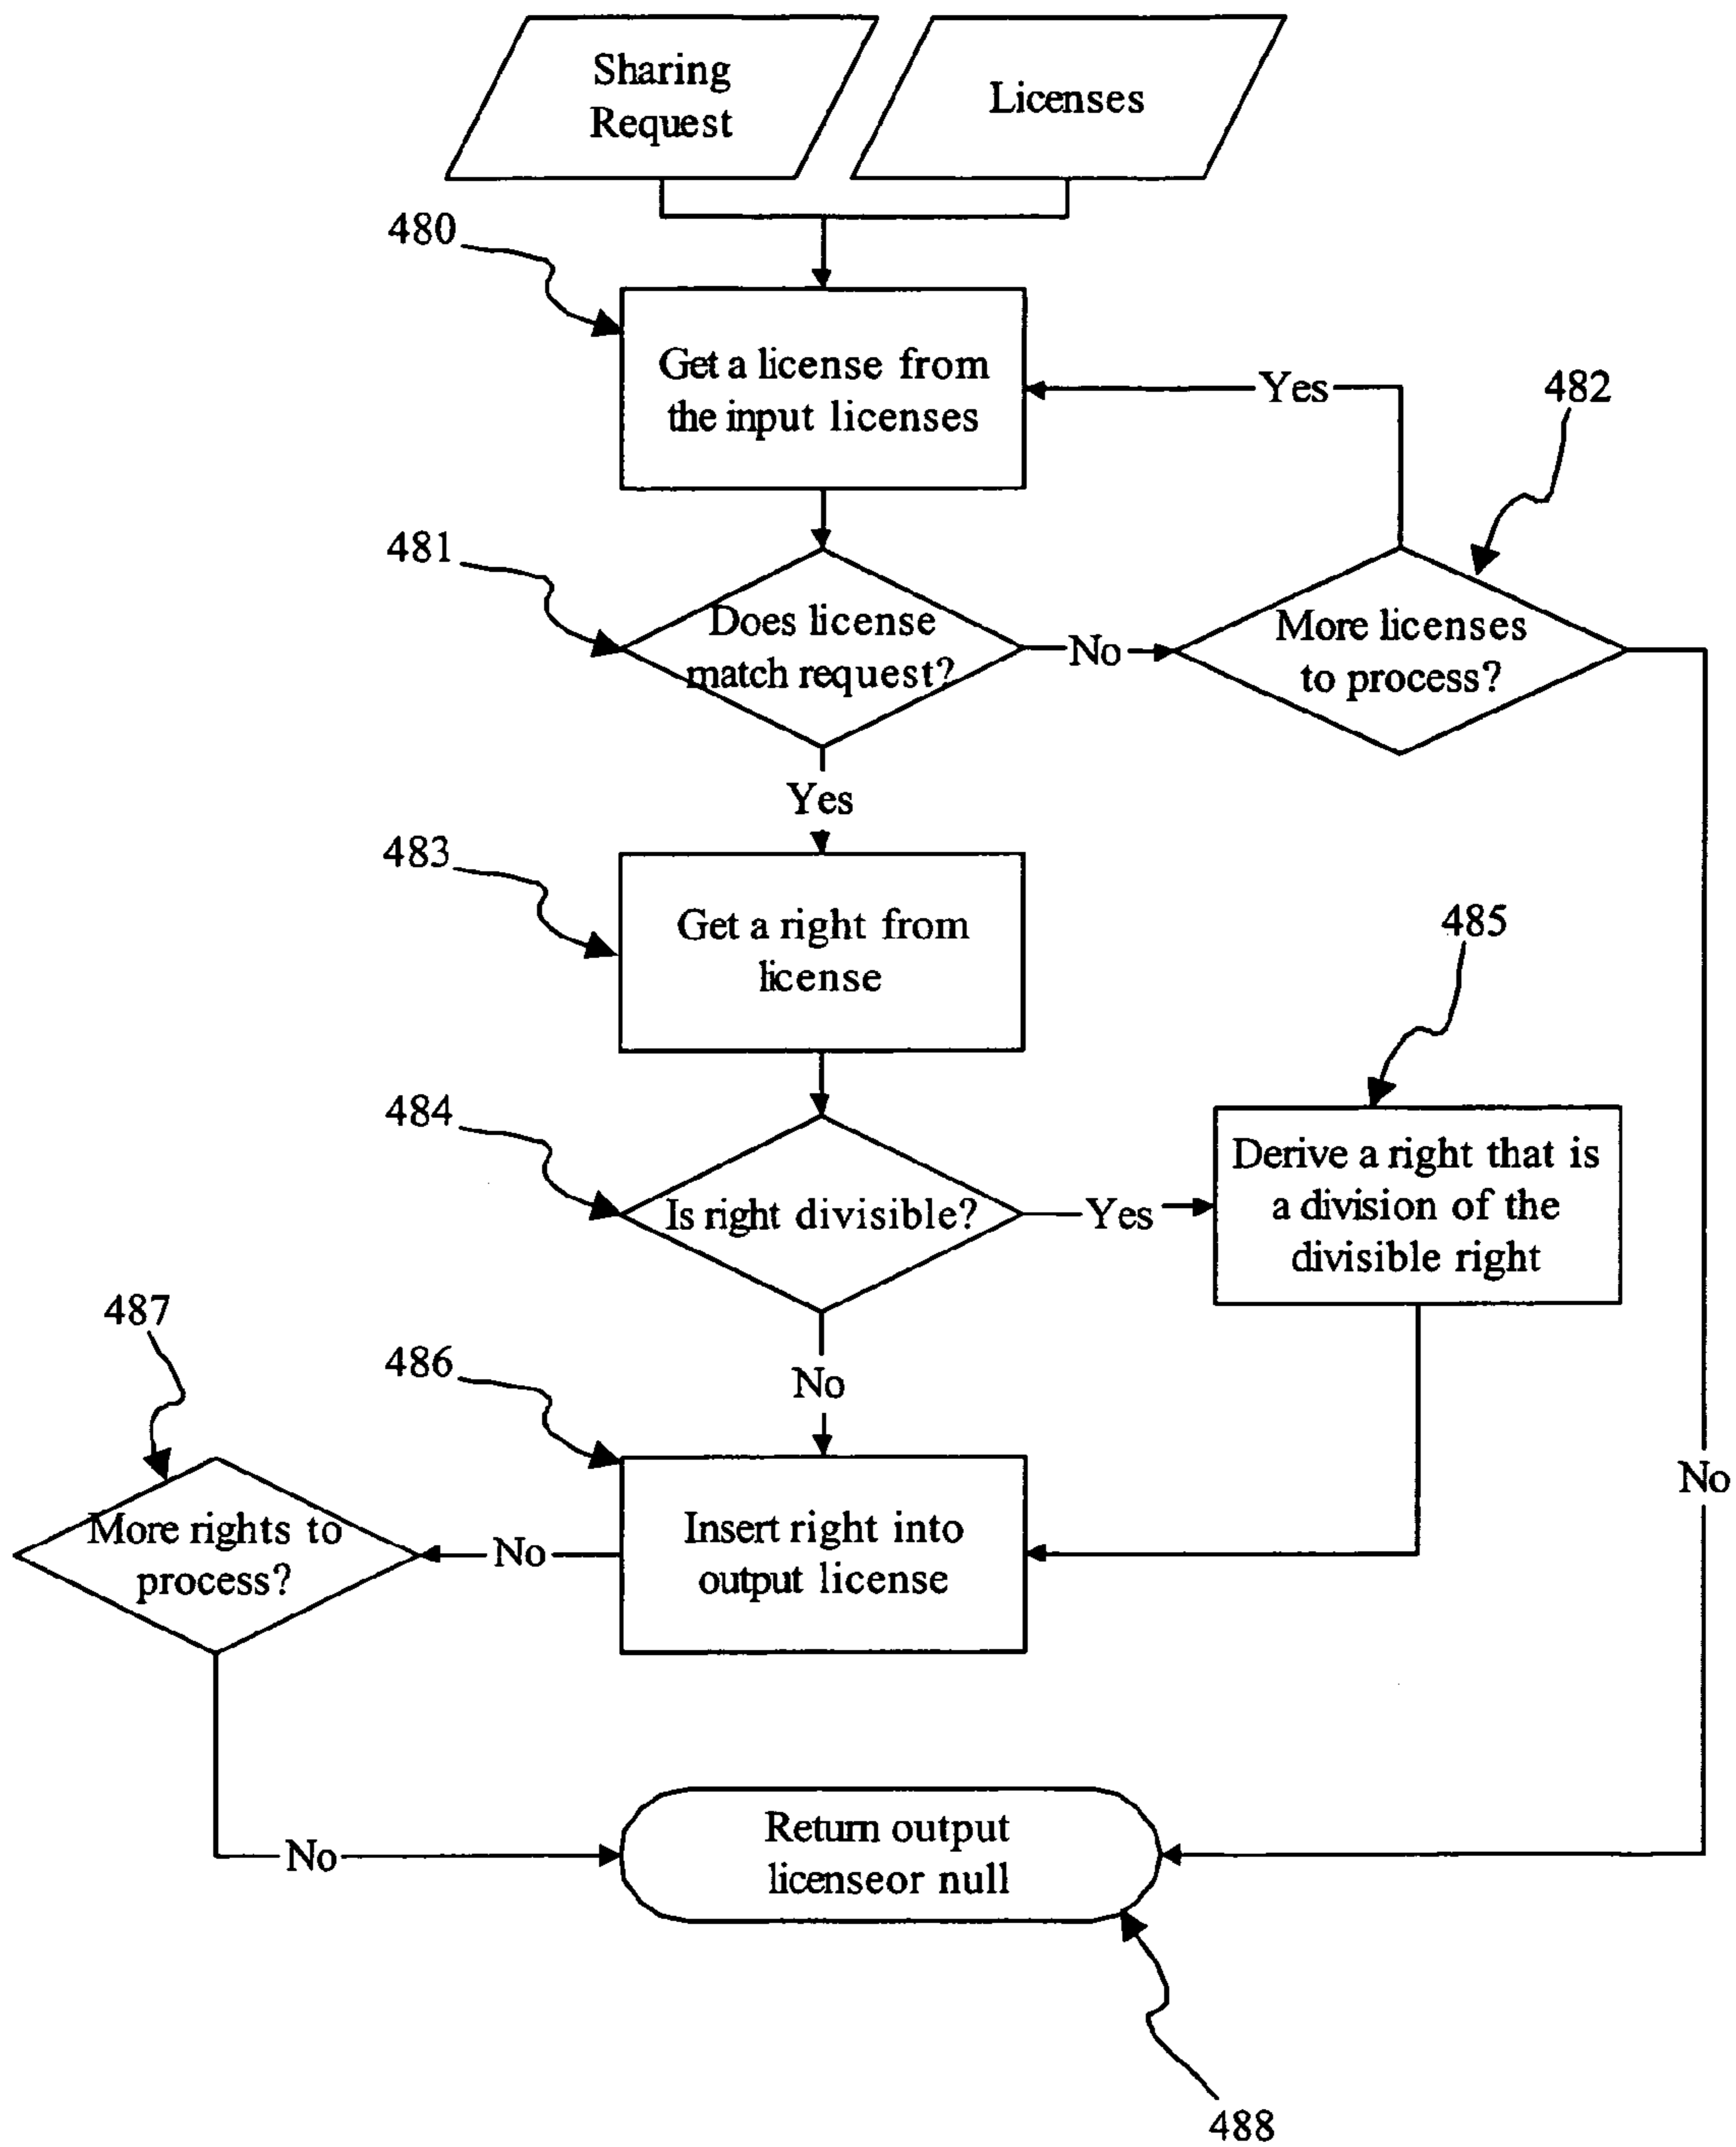 Sharing
Request
Licenses
480
Get a license from
the input licenses
Yes
482
481
Does license
match request?
No
More licenses
to process?
Yes
483
Get a right from
license
485
484
Is right divisible?
Yes
Derive a right that is
a division of the
divisible right
487
486
No
No
More rights to
process?
No
Insert right into
output license
Return output
licenseor null
No
488